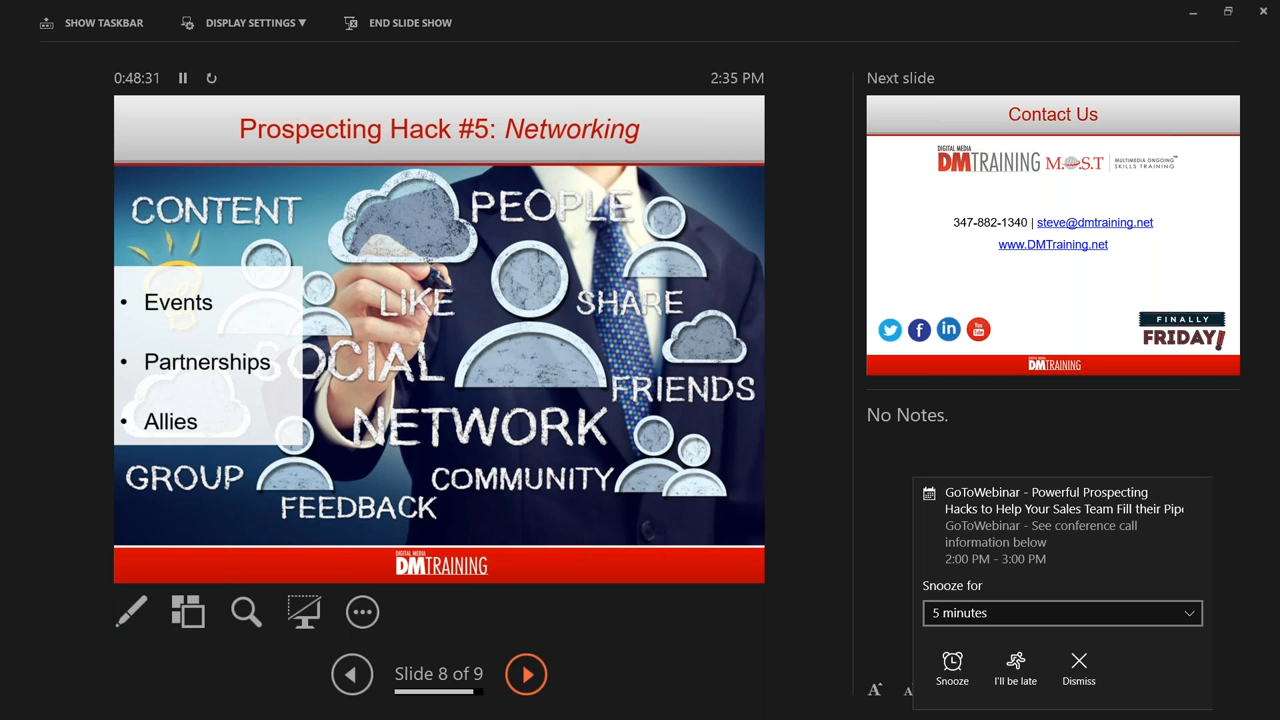 SHOW TASKBAR
DISPLAY SETTINGS ▼
END SLIDE SHOW
0:48:31
2:35 PM
Prospecting Hack #5: Networking
CONTENT
PEOPLE
LIKE
SHARE
SOCIAL
FRIENDS
NETWORK
GROUP
COMMUNITY
FEEDBACK
• Events
• Partnerships
• Allies
DIGITAL MEDIA
DMTRAINING
Slide 8 of 9
Next slide
Contact Us
DIGITAL MEDIA
DMTRAINING M.O.S.T MULTIMEDIA ONGOING
SKILLS TRAINING
347-882-1340 | steve@dmtraining.net
www.DMTraining.net
FINALLY
FRIDAY!
DIGITAL MEDIA
DMTRAINING
No Notes.
GoToWebinar - Powerful Prospecting
Hacks to Help Your Sales Team Fill their Pip
GoToWebinar - See conference call
information below
2:00 PM - 3:00 PM
Snooze for
5 minutes
Snooze
I'll be late
Dismiss
A
A